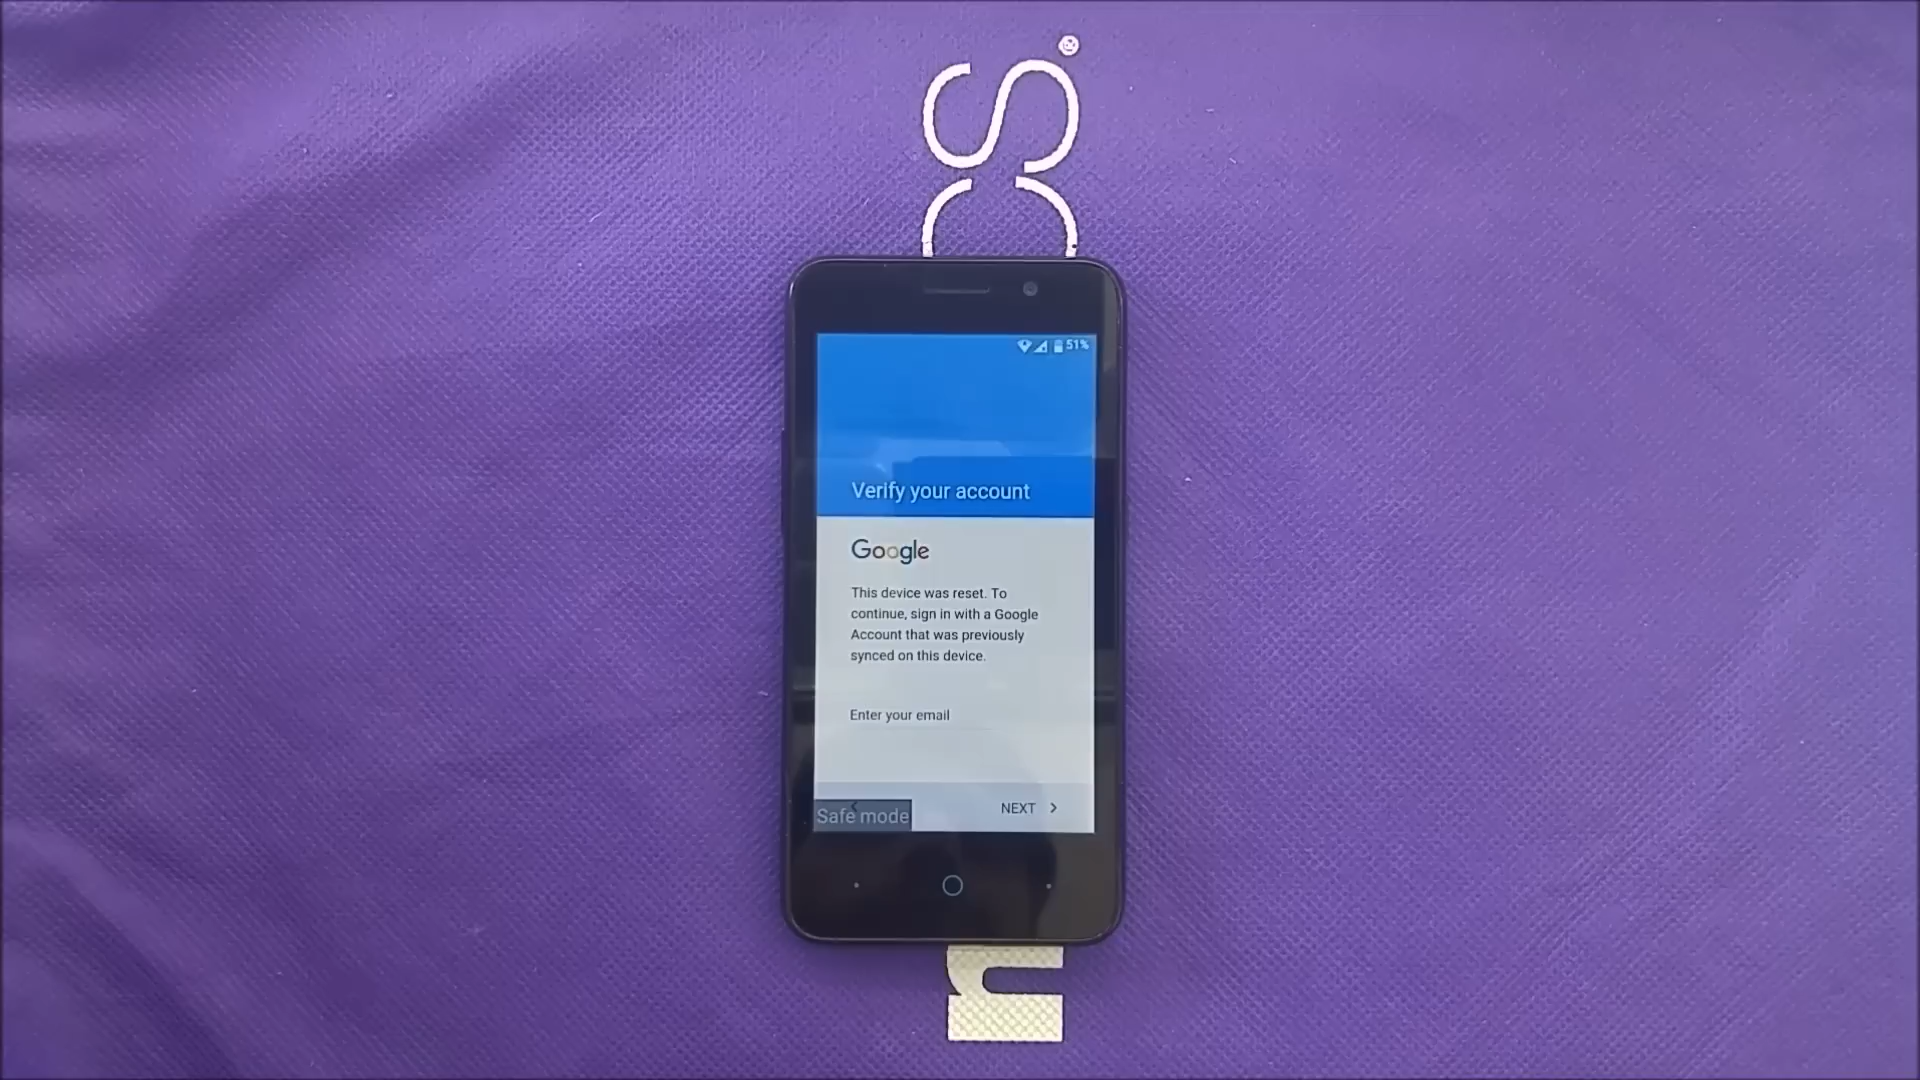 51%
Verify your account
Google
This device was reset. To
continue, sign in with a Google
Account that was previously
synced on this device.
Enter your email
NEXT
Safe mode